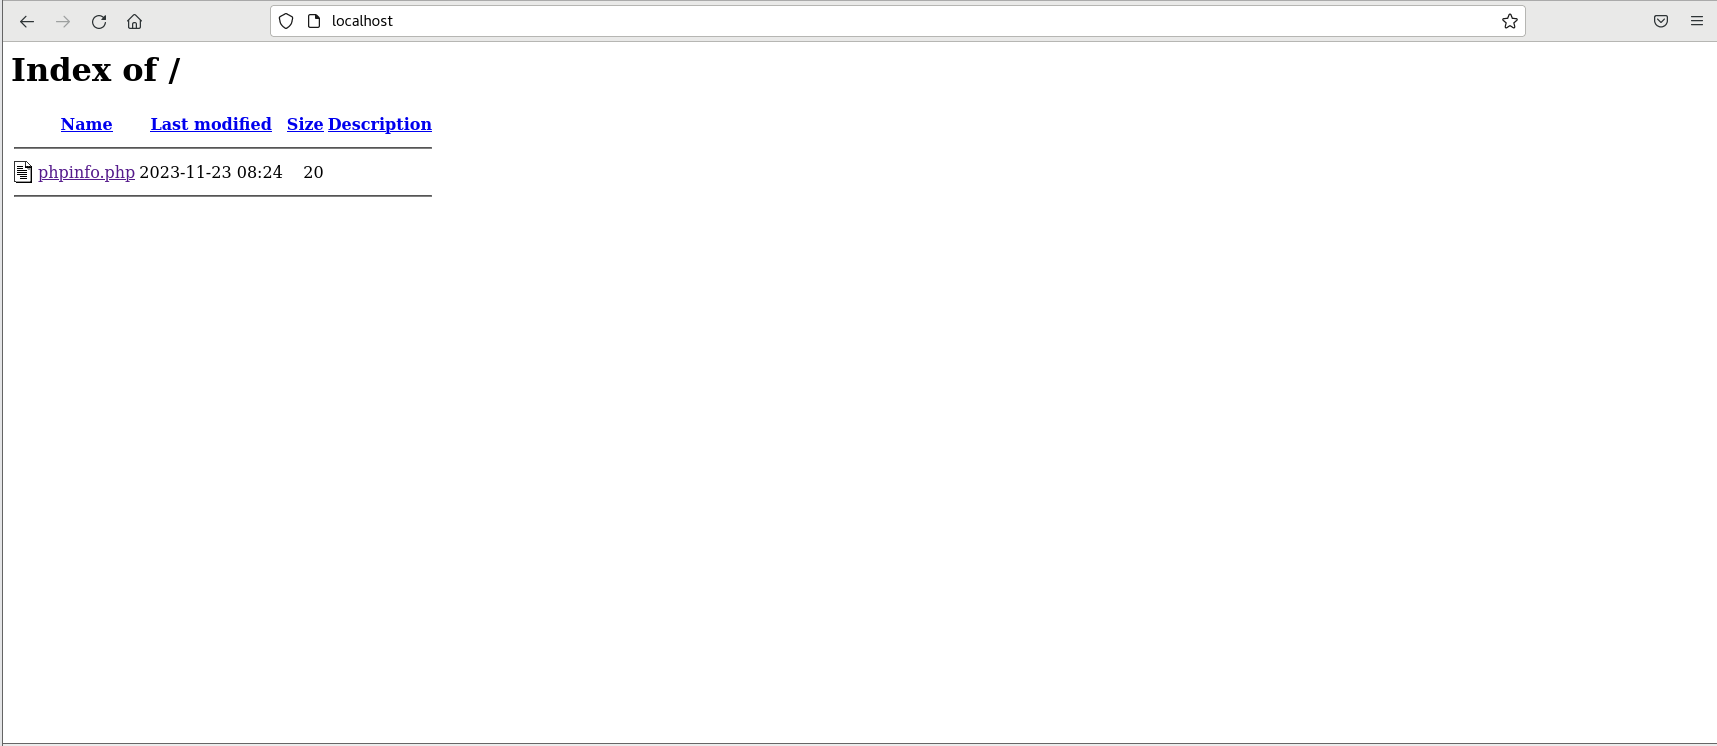 localhost
Index of /
Name Last modified Size Description
phpinfo.php 2023-11-23 08:24 20